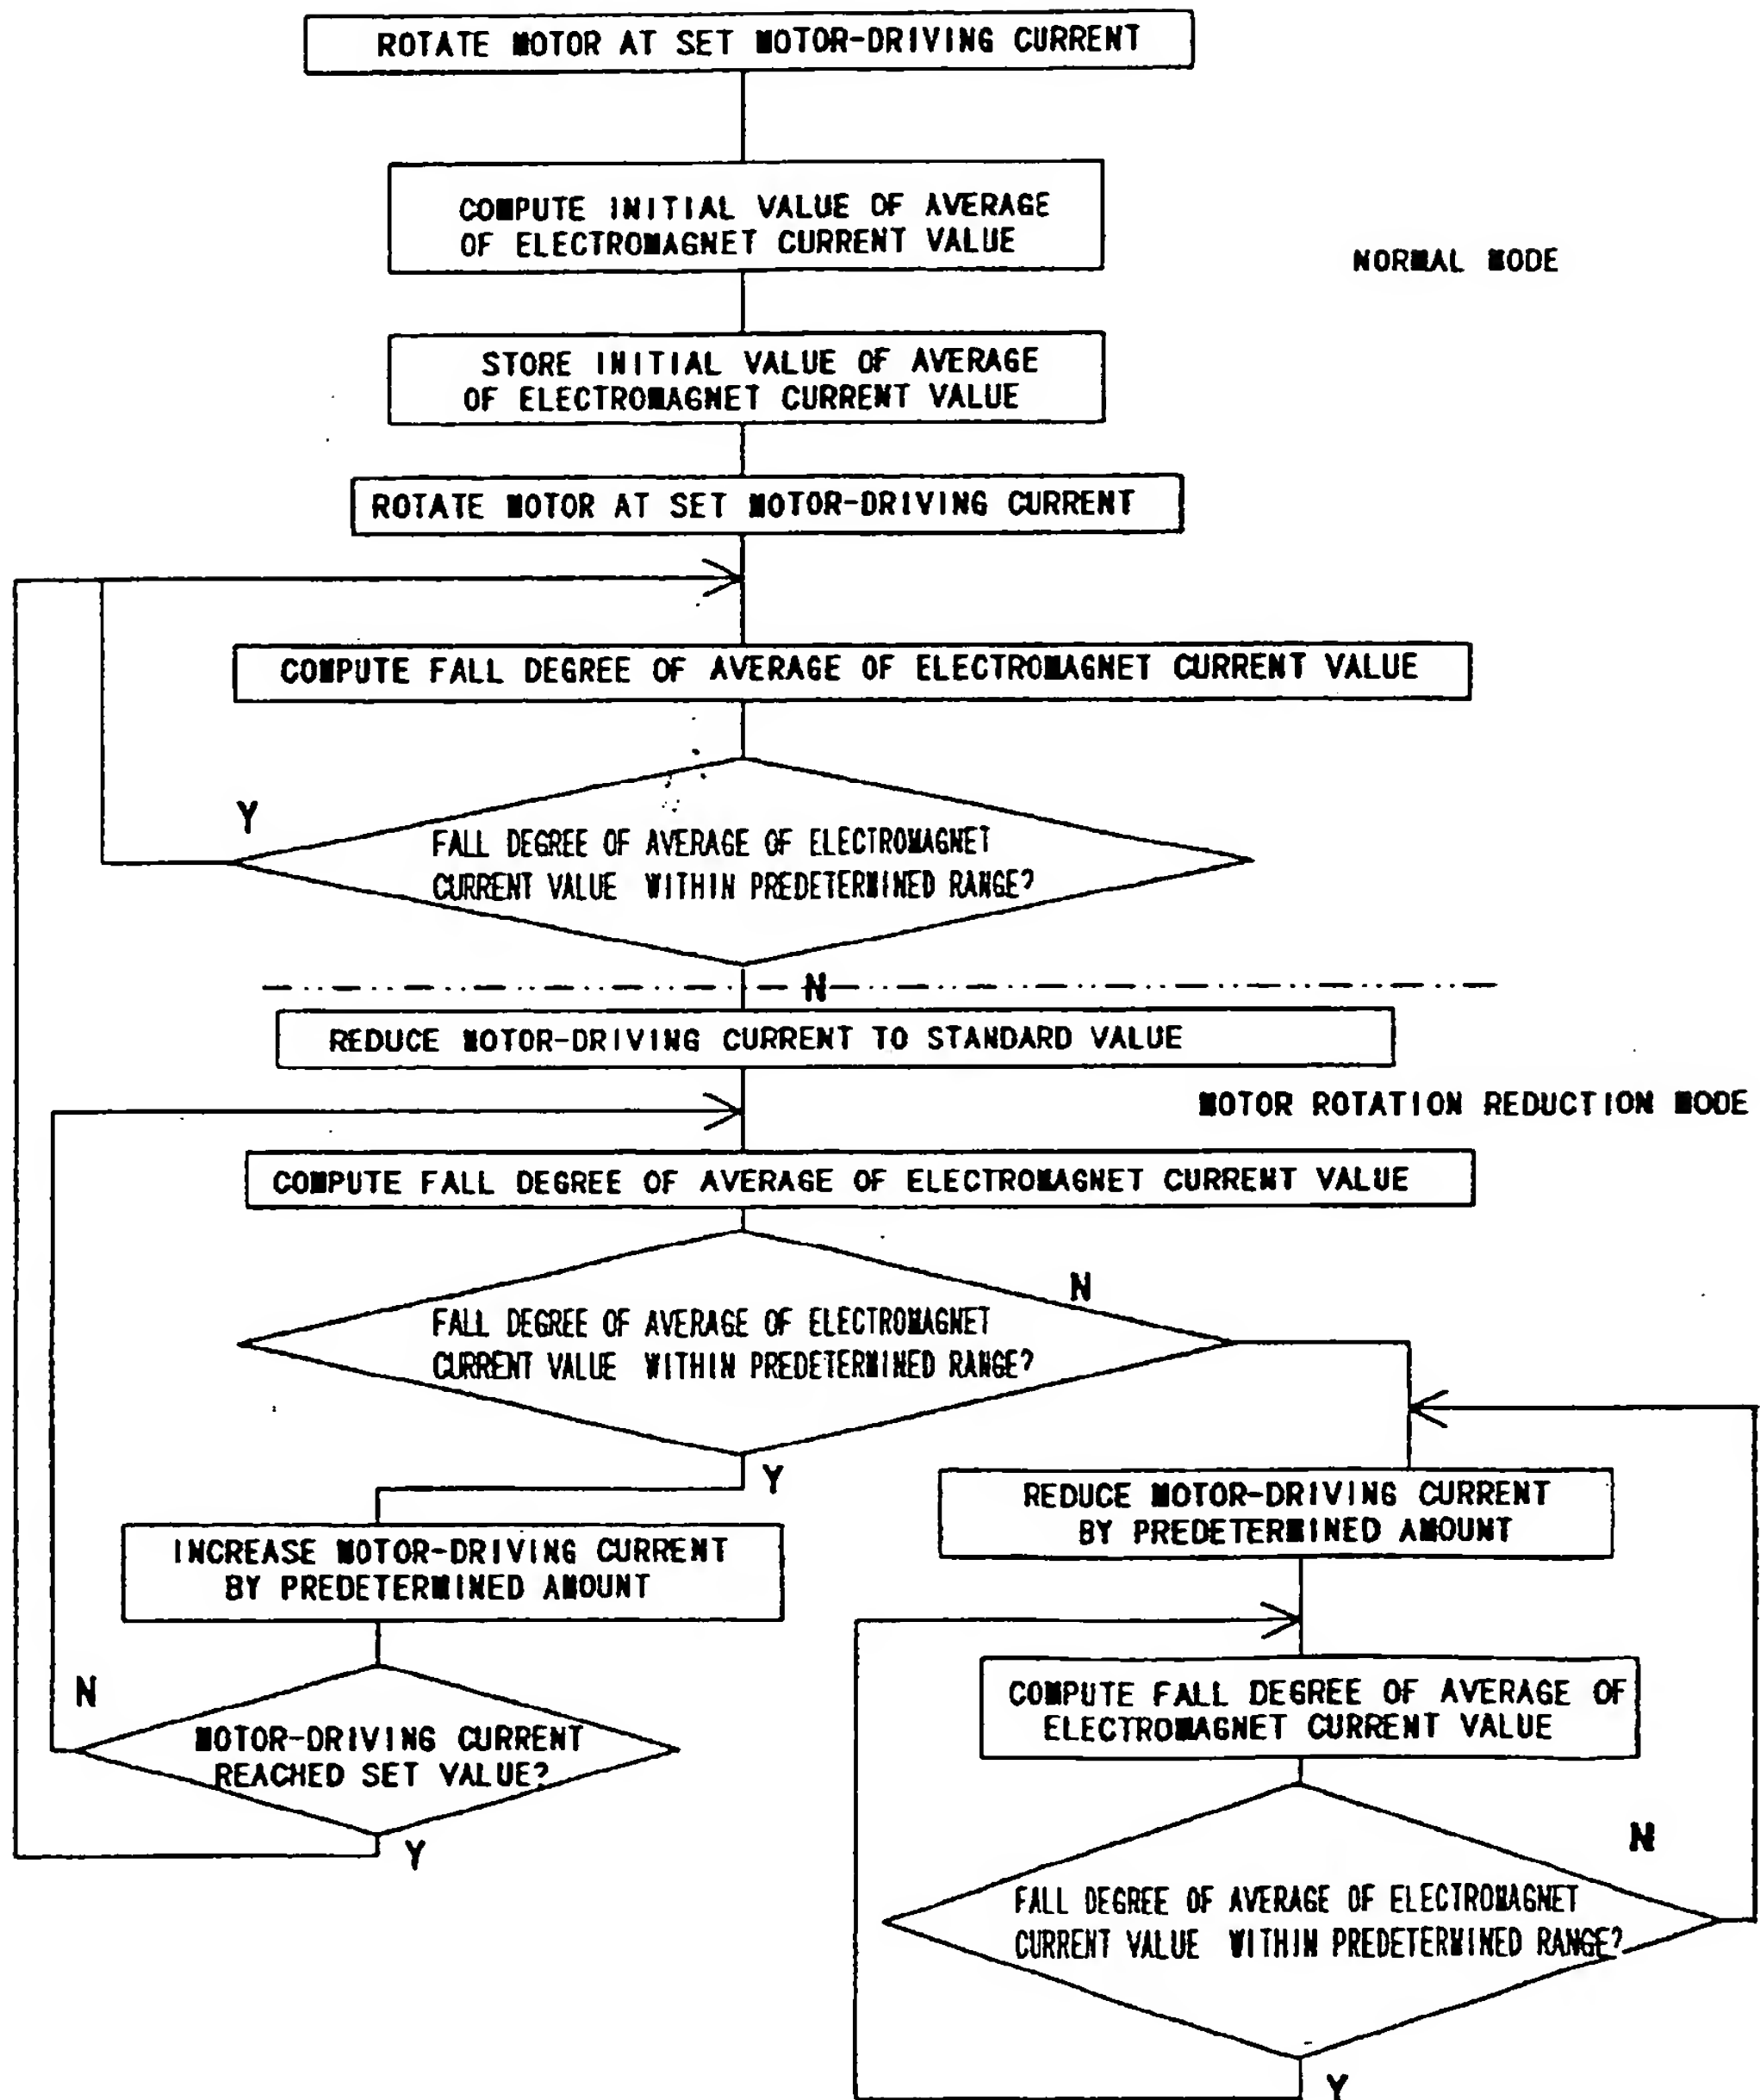 ROTATE MOTOR AT SET MOTOR-DRIVING CURRENT
COMPUTE INITIAL VALUE OF AVERAGE
OF ELECTROMAGNET CURRENT VALUE
NORMAL MODE
STORE INITIAL VALUE OF AVERAGE
OF ELECTROMAGNET CURRENT VALUE
ROTATE MOTOR AT SET MOTOR-DRIVING CURRENT
COMPUTE FALL DEGREE OF AVERAGE OF ELECTROMAGNET CURRENT VALUE
Y
FALL DEGREE OF AVERAGE OF ELECTROMAGNET
CURRENT VALUE WITHIN PREDETERMINED RANGE?
N
REDUCE MOTOR-DRIVING CURRENT TO STANDARD VALUE
MOTOR ROTATION REDUCTION MODE
COMPUTE FALL DEGREE OF AVERAGE OF ELECTROMAGNET CURRENT VALUE
N
FALL DEGREE OF AVERAGE OF ELECTROMAGNET
CURRENT VALUE WITHIN PREDETERMINED RANGE?
Y
INCREASE MOTOR-DRIVING CURRENT
BY PREDETERMINED AMOUNT
N
MOTOR-DRIVING CURRENT
REACHED SET VALUE?
Y
REDUCE MOTOR-DRIVING CURRENT
BY PREDETERMINED AMOUNT
COMPUTE FALL DEGREE OF AVERAGE OF
ELECTROMAGNET CURRENT VALUE
N
FALL DEGREE OF AVERAGE OF ELECTROMAGNET
CURRENT VALUE WITHIN PREDETERMINED RANGE?
Y